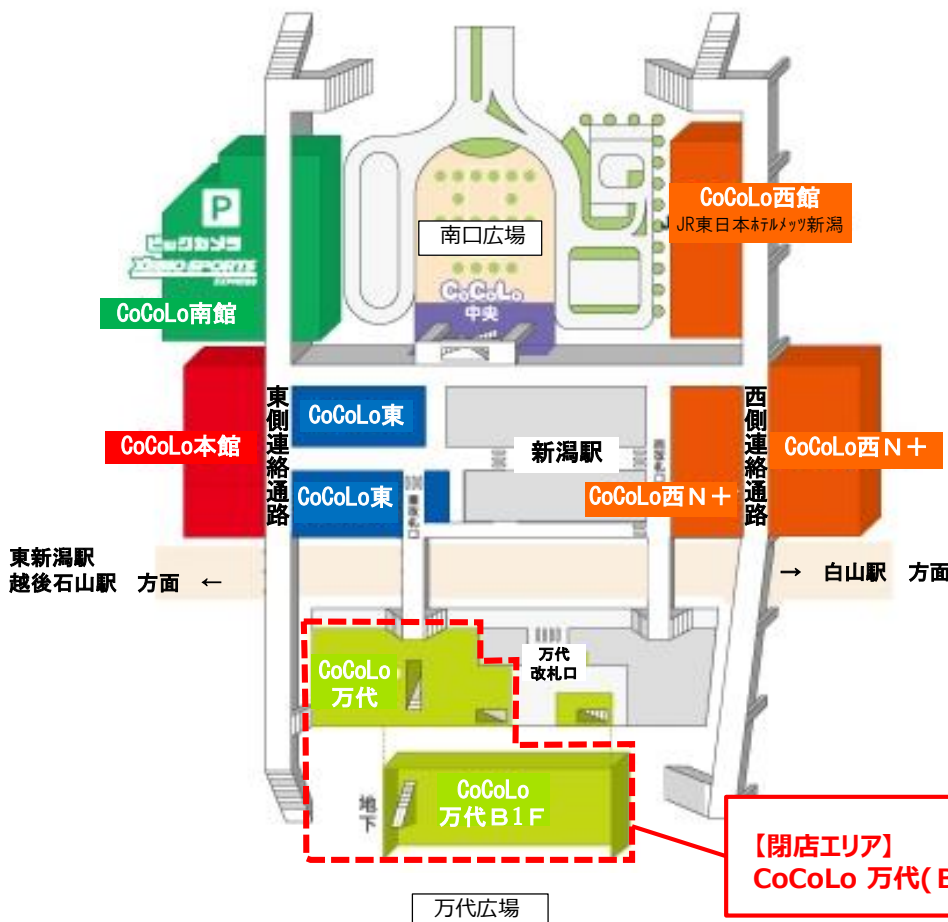 P
ビックカメラ
XEBIO SPORTS
EXPRESS
CoCoLo南館
CoCoLo西館
JR東日本ホテルメッツ新潟
南口広場
CoCoLo
中央
東側連絡通路
西側連絡通路
CoCoLo本館
CoCoLo東
新潟駅
CoCoLo西N+
CoCoLo東
CoCoLo西N+
東改札口
東新潟駅
越後石山駅 方面 ←
→ 白山駅 方面
CoCoLo
万代
万代
改札口
地下
CoCoLo
万代B1F
【閉店エリア】
CoCoLo 万代(
万代広場